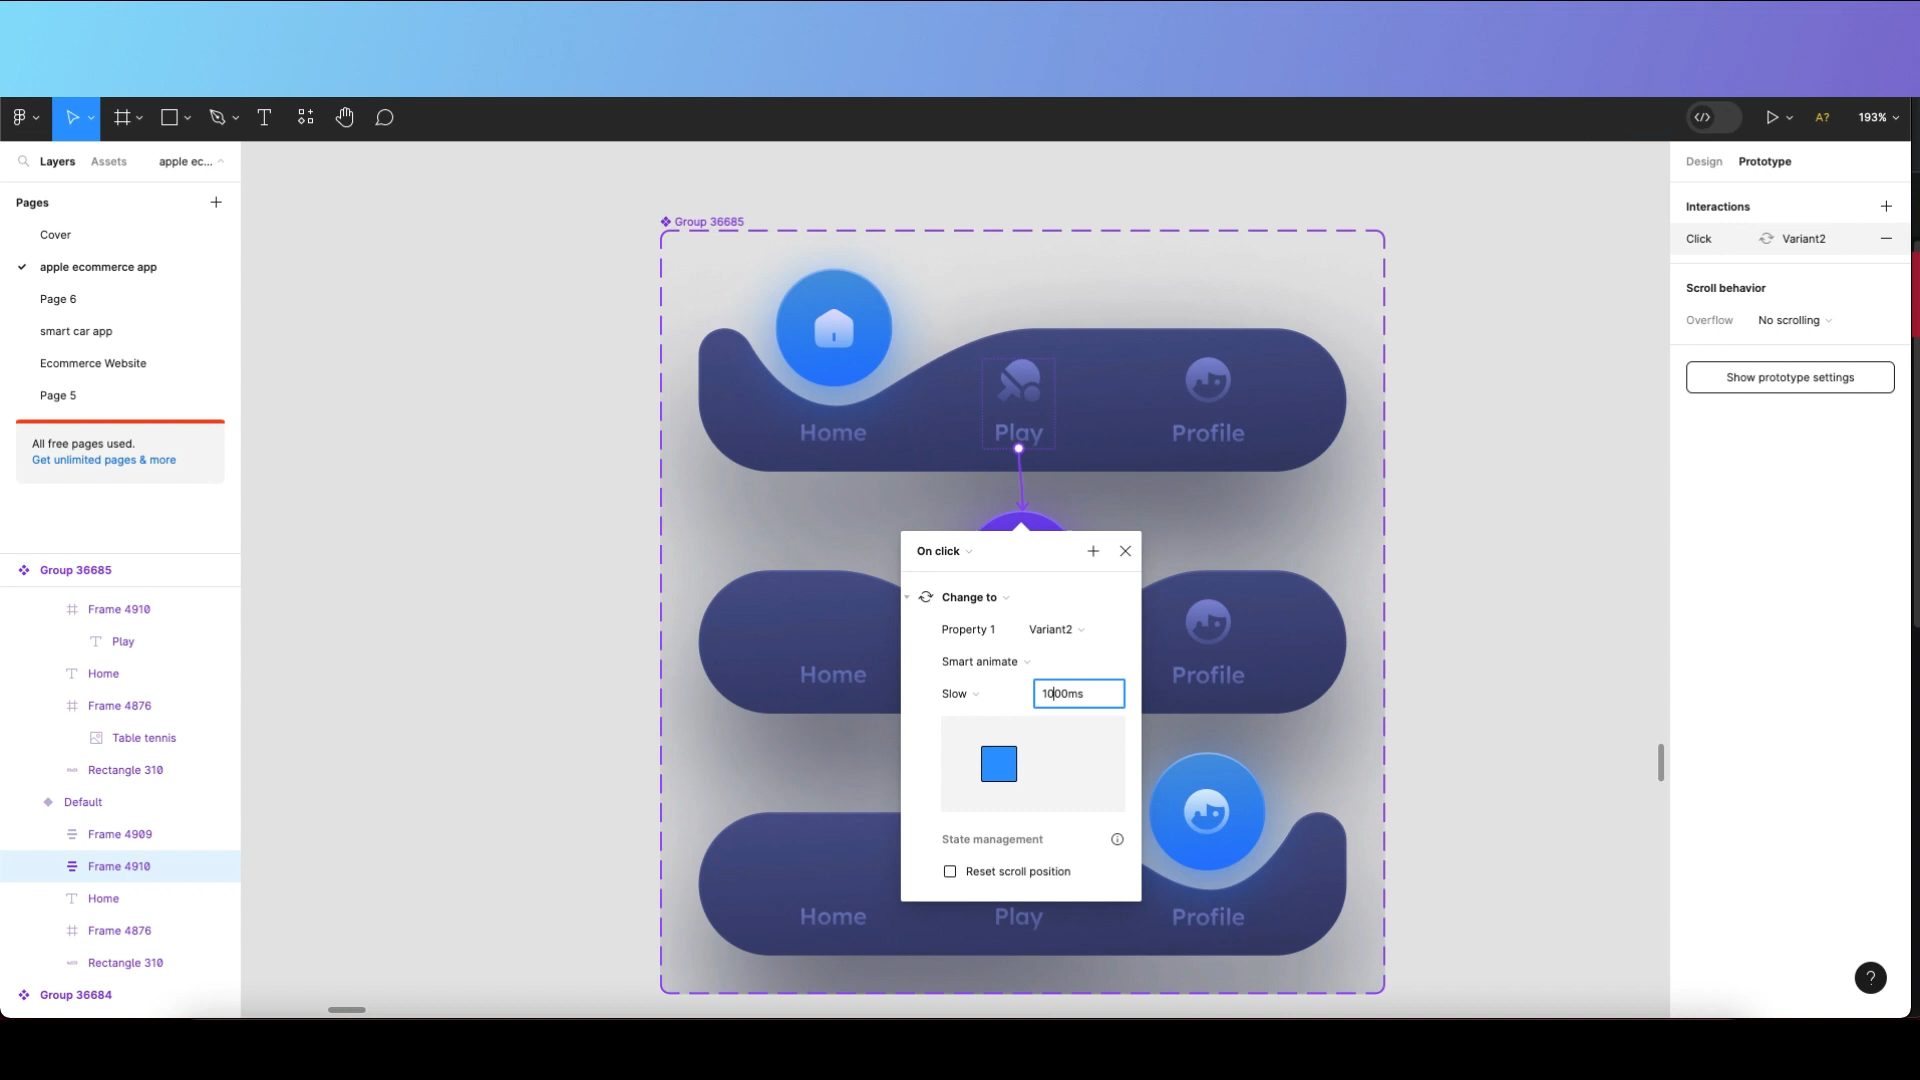 A?
193%
Layers
Assets
apple ec...
Pages
Cover
apple ecommerce app
Page 6
smart car app
Ecommerce Website
Page 5
All free pages used.
Get unlimited pages & more
Group 36685
Frame 4910
Play
Home
Frame 4876
Table tennis
Rectangle 310
Default
Frame 4909
Frame 4910
Home
Frame 4876
Rectangle 310
Group 36684
Group 36685
Home
Play
Profile
On click
Change to
Property 1
Variant2
Smart animate
Slow
1000ms
State management
Reset scroll position
Home
Profile
Home
Play
Profile
Design
Prototype
Interactions
Click
Variant2
Scroll behavior
Overflow
No scrolling
Show prototype settings
?